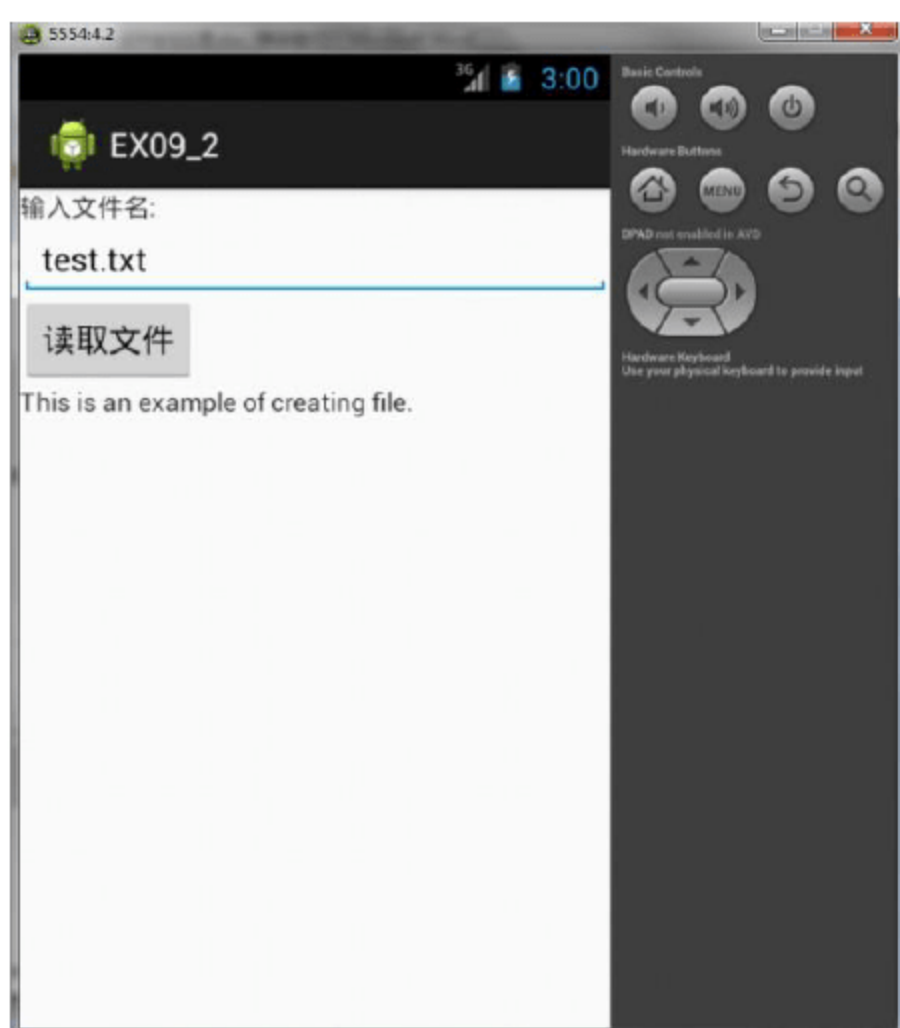 5554:4.2
3G
3:00
EX09_2
输入文件名:
test.txt
读取文件
This is an example of creating file.
Basic Controls
Hardware Buttons
MENU
DPAD not enabled in AVD
Hardware Keyboard
Use your physical keyboard to provide input